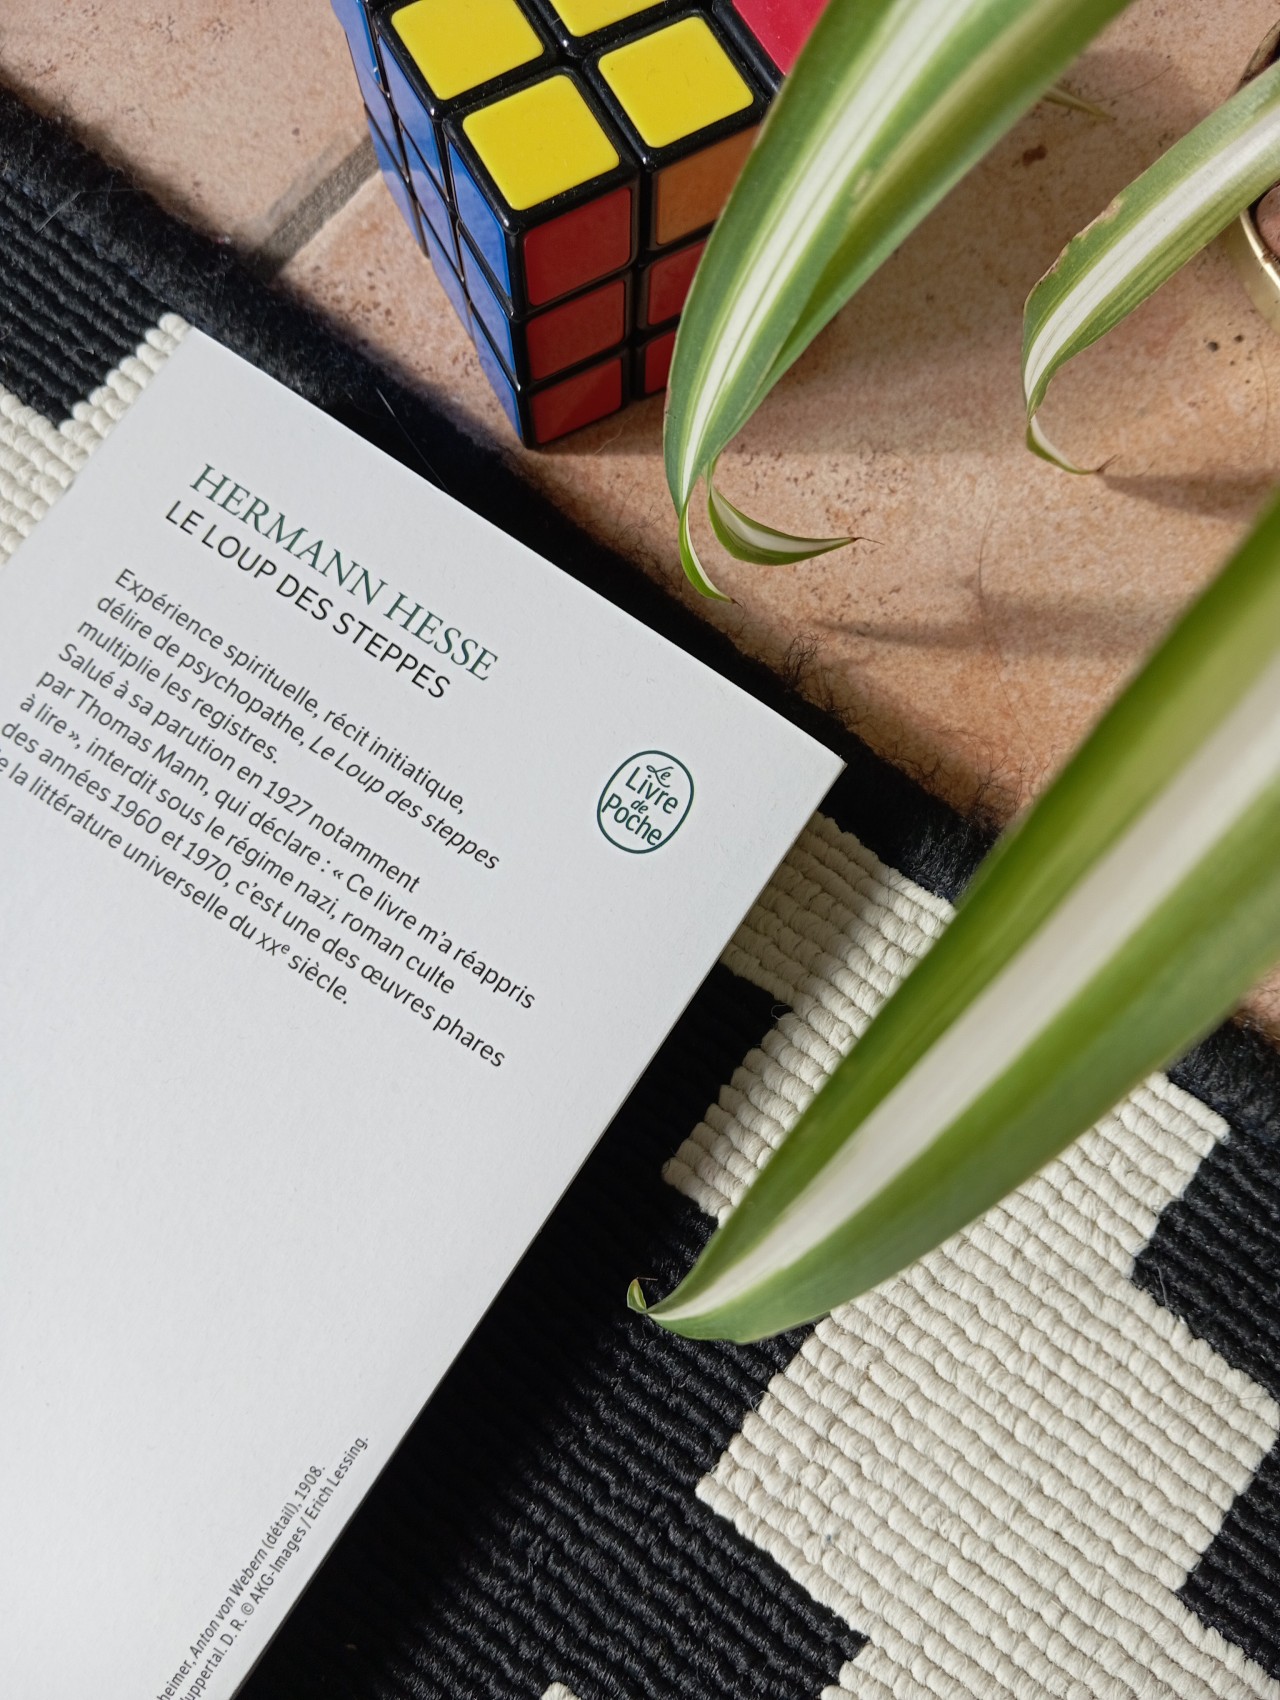 HERMANN HESSE
LE LOUP DES STEPPES
Expérience spirituelle, récit initiatique,
délire de psychopathe, Le Loup des steppes
multiplie les registres.
Salué à sa parution en 1927 notamment
par Thomas Mann, qui déclare : « Ce livre m’a réappris
à lire », interdit sous le régime nazi, roman culte
des années 1960 et 1970, c’est une des œuvres phares
la littérature universelle du XXe siècle.
Le
Livre
de
Poche
Anton von Webern (détail), 1908.
D. R. © AKG-Images / Erich Lessing.